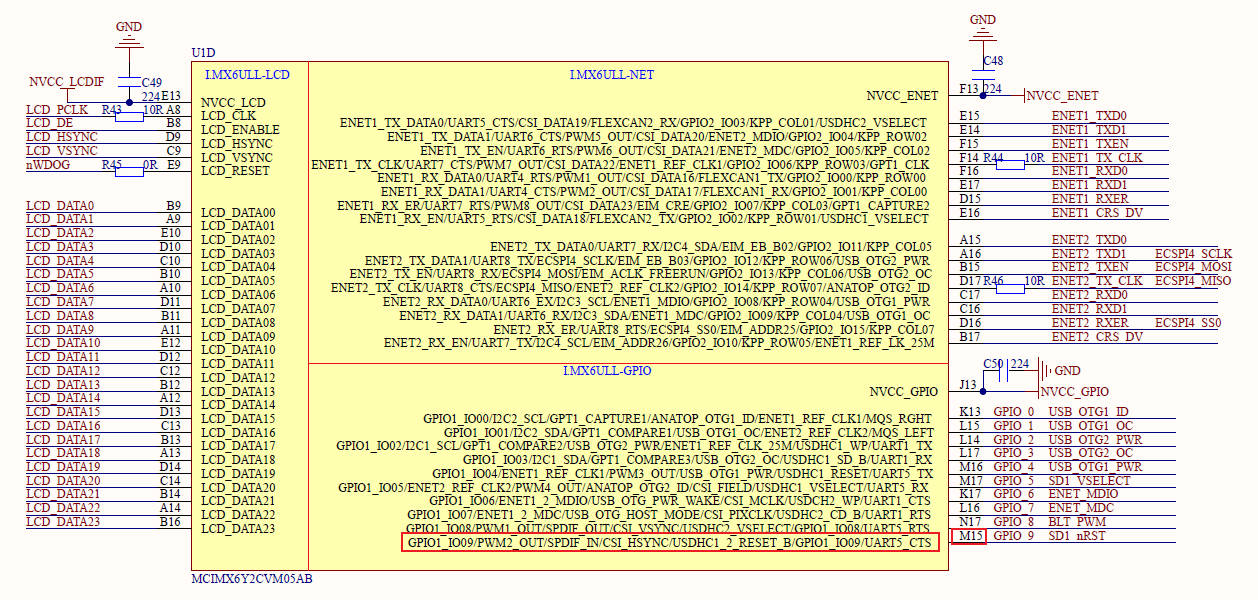 GND
U1D
NVCC_LCDIF
C49
224
E13
LCD_PCLK R43 10R A8
LCD_DE B8
LCD_HSYNC D9
LCD_VSYNC C9
nWDOG R45 0R E9
LCD_DATA0 B9
LCD_DATA1 A9
LCD_DATA2 E10
LCD_DATA3 D10
LCD_DATA4 C10
LCD_DATA5 B10
LCD_DATA6 A10
LCD_DATA7 D11
LCD_DATA8 B11
LCD_DATA9 A11
LCD_DATA10 E12
LCD_DATA11 D12
LCD_DATA12 C12
LCD_DATA13 B12
LCD_DATA14 A12
LCD_DATA15 D13
LCD_DATA16 C13
LCD_DATA17 B13
LCD_DATA18 A13
LCD_DATA19 D14
LCD_DATA20 C14
LCD_DATA21 B14
LCD_DATA22 A14
LCD_DATA23 B16
I.MX6ULL-LCD
NVCC_LCD
LCD_CLK
LCD_ENABLE
LCD_HSYNC
LCD_VSYNC
LCD_RESET
LCD_DATA00
LCD_DATA01
LCD_DATA02
LCD_DATA03
LCD_DATA04
LCD_DATA05
LCD_DATA06
LCD_DATA07
LCD_DATA08
LCD_DATA09
LCD_DATA10
LCD_DATA11
LCD_DATA12
LCD_DATA13
LCD_DATA14
LCD_DATA15
LCD_DATA16
LCD_DATA17
LCD_DATA18
LCD_DATA19
LCD_DATA20
LCD_DATA21
LCD_DATA22
LCD_DATA23
MCIMX6Y2CVM05AB
I.MX6ULL-NET
NVCC_ENET
ENET1_TX_DATA0/UART5_CTS/CSI_DATA19/FLEXCAN2_RX/GPIO2_IO03/KPP_COL01/USDHC2_VSELECT
ENET1_TX_DATA1/UART6_CTS/PWM5_OUT/CSI_DATA20/ENET2_MDIO/GPIO2_IO04/KPP_ROW02
ENET1_TX_EN/UART6_RTS/PWM6_OUT/CSI_DATA21/ENET2_MDC/GPIO2_IO05/KPP_COL02
ENET1_TX_CLK/UART7_CTS/PWM7_OUT/CSI_DATA22/ENET1_REF_CLK1/GPIO2_IO06/KPP_ROW03/GPT1_CLK
ENET1_RX_DATA0/UART4_RTS/PWM1_OUT/CSI_DATA16/FLEXCAN1_TX/GPIO2_IO00/KPP_ROW00
ENET1_RX_DATA1/UART4_CTS/PWM2_OUT/CSI_DATA17/FLEXCAN1_RX/GPIO2_IO01/KPP_COL00
ENET1_RX_ER/UART7_RTS/PWM8_OUT/CSI_DATA23/EIM_CRE/GPIO2_IO07/KPP_COL03/GPT1_CAPTURE2
ENET1_RX_EN/UART5_RTS/CSI_DATA18/FLEXCAN2_TX/GPIO2_IO02/KPP_ROW01/USDHC1_VSELECT
ENET2_TX_DATA0/UART7_RX/I2C4_SDA/EIM_EB_B02/GPIO2_IO11/KPP_COL05
ENET2_TX_DATA1/UART8_TX/ECSPI4_SCLK/EIM_EB_B03/GPIO2_IO12/KPP_ROW06/USB_OTG2_PWR
ENET2_TX_EN/UART8_RX/ECSPI4_MOSI/EIM_ACLK_FREERUN/GPIO2_IO13/KPP_COL06/USB_OTG2_OC
ENET2_TX_CLK/UART8_CTS/ECSPI4_MISO/ENET2_REF_CLK2/GPIO2_IO14/KPP_ROW07/ANATOP_OTG2_ID
ENET2_RX_DATA0/UART6_EX/I2C3_SCL/ENET1_MDIO/GPIO2_IO08/KPP_ROW04/USB_OTG1_PWR
ENET2_RX_DATA1/UART6_RX/I2C3_SDA/ENET1_MDC/GPIO2_IO09/KPP_COL04/USB_OTG1_OC
ENET2_RX_ER/UART8_RTS/ECSPI4_SS0/EIM_ADDR25/GPIO2_IO15/KPP_COL07
ENET2_RX_EN/UART7_TX/I2C4_SCL/EIM_ADDR26/GPIO2_IO10/KPP_ROW05/ENET1_REF_LK_25M
I.MX6ULL-GPIO
NVCC_GPIO
GPIO1_IO00/I2C2_SCL/GPT1_CAPTURE1/ANATOP_OTG1_ID/ENET1_REF_CLK1/MQS_RGHT
GPIO1_IO01/I2C2_SDA/GPT1_COMPARE1/USB_OTG1_OC/ENET2_REF_CLK2/MQS_LEFT
GPIO1_IO02/I2C1_SCL/GPT1_COMPARE2/USB_OTG2_PWR/ENET1_REF_CLK_25M/USDHC1_WP/UART1_TX
GPIO1_IO03/I2C1_SDA/GPT1_COMPARE3/USB_OTG2_OC/USDHC1_SD_B/UART1_RX
GPIO1_IO04/ENET1_REF_CLK1/PWM3_OUT/USB_OTG1_PWR/USDHC1_RESET/UART5_TX
GPIO1_IO05/ENET2_REF_CLK2/PWM4_OUT/ANATOP_OTG2_ID/CSI_FIELD/USDHC1_VSELECT/UART5_RX
GPIO1_IO06/ENET1_2_MDIO/USB_OTG_PWR_WAKE/CSI_MCLK/USDCH2_WP/UART1_CTS
GPIO1_IO07/ENET1_2_MDC/USB_OTG_HOST_MODE/CSI_PIXCLK/USDHC2_CD_B/UART1_RTS
GPIO1_IO08/PWM1_OUT/SPDIF_OUT/CSI_VSYNC/USDHC2_VSELECT/GPIO1_IO08/UART5_RTS
GPIO1_IO09/PWM2_OUT/SPDIF_IN/CSI_HSYNC/USDHC1_2_RESET_B/GPIO1_IO09/UART5_CTS
GND
C48
F13 224
NVCC_ENET
E15 ENET1_TXD0
E14 ENET1_TXD1
F15 ENET1_TXEN
F14 R44 10R ENET1_TX_CLK
F16 ENET1_RXD0
E17 ENET1_RXD1
D15 ENET1_RXER
E16 ENET1_CRS_DV
A15 ENET2_TXD0
A16 ENET2_TXD1 ECSPI4_SCLK
B15 ENET2_TXEN ECSPI4_MOSI
D17 R46 10R ENET2_TX_CLK ECSPI4_MISO
C17 ENET2_RXD0
C16 ENET2_RXD1
D16 ENET2_RXER ECSPI4_SS0
B17 ENET2_CRS_DV
C50 224
GND
J13 NVCC_GPIO
K13 GPIO_0 USB_OTG1_ID
L15 GPIO_1 USB_OTG1_OC
L14 GPIO_2 USB_OTG2_PWR
L17 GPIO_3 USB_OTG2_OC
M16 GPIO_4 USB_OTG1_PWR
M17 GPIO_5 SD1_VSELECT
K17 GPIO_6 ENET_MDIO
L16 GPIO_7 ENET_MDC
N17 GPIO_8 BLT_PWM
M15 GPIO_9 SD1_nRST